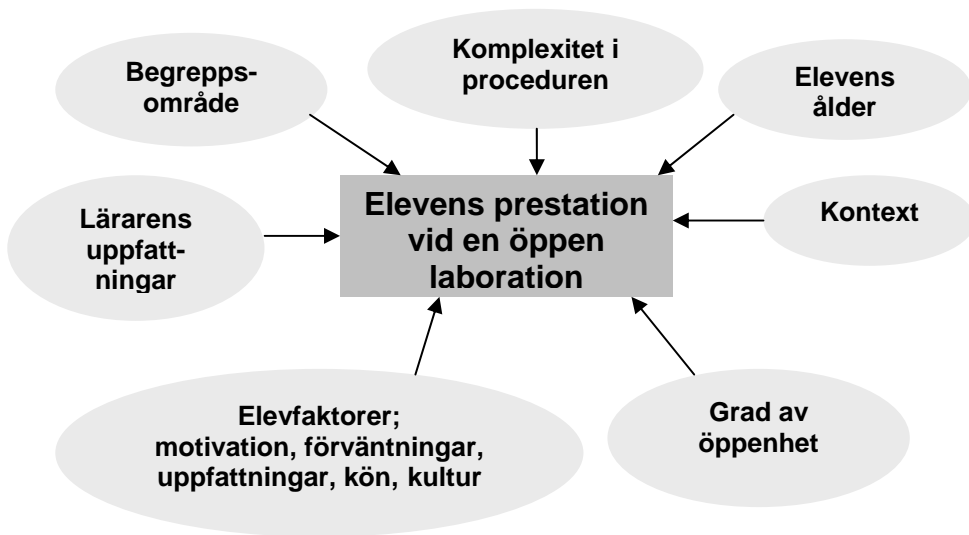 Begrepps-
område
Komplexitet i
proceduren
Elevens
ålder
Lärarens
uppfatt-
ningar
Elevens prestation
vid en öppen
laboration
Kontext
Elevfaktorer;
motivation, förväntningar,
uppfattningar, kön, kultur
Grad av
öppenhet